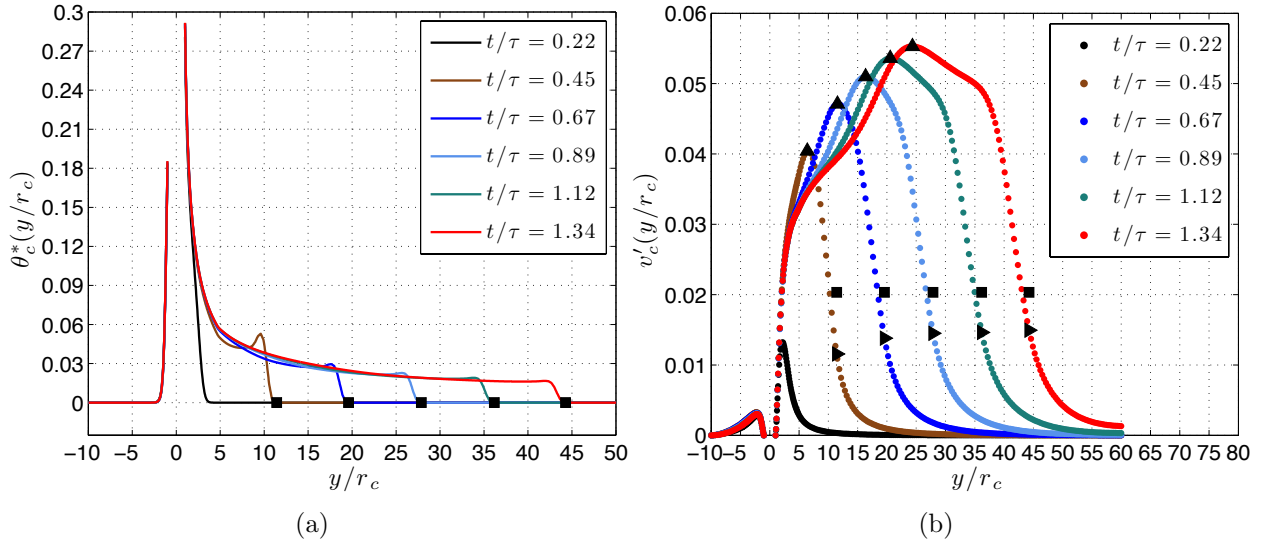 0.3
0.27
0.24
0.21
0.18
0.15
0.12
0.09
0.06
0.03
0
θ*c(y/rc)
−10 −5 0 5 10 15 20 25 30 35 40 45 50
y/rc
t/τ = 0.22
t/τ = 0.45
t/τ = 0.67
t/τ = 0.89
t/τ = 1.12
t/τ = 1.34
(a)
0.06
0.05
0.04
0.03
0.02
0.01
0
v′c(y/rc)
−10 −5 0 5 10 15 20 25 30 35 40 45 50 55 60 65 70 75 80
y/rc
t/τ = 0.22
t/τ = 0.45
t/τ = 0.67
t/τ = 0.89
t/τ = 1.12
t/τ = 1.34
(b)